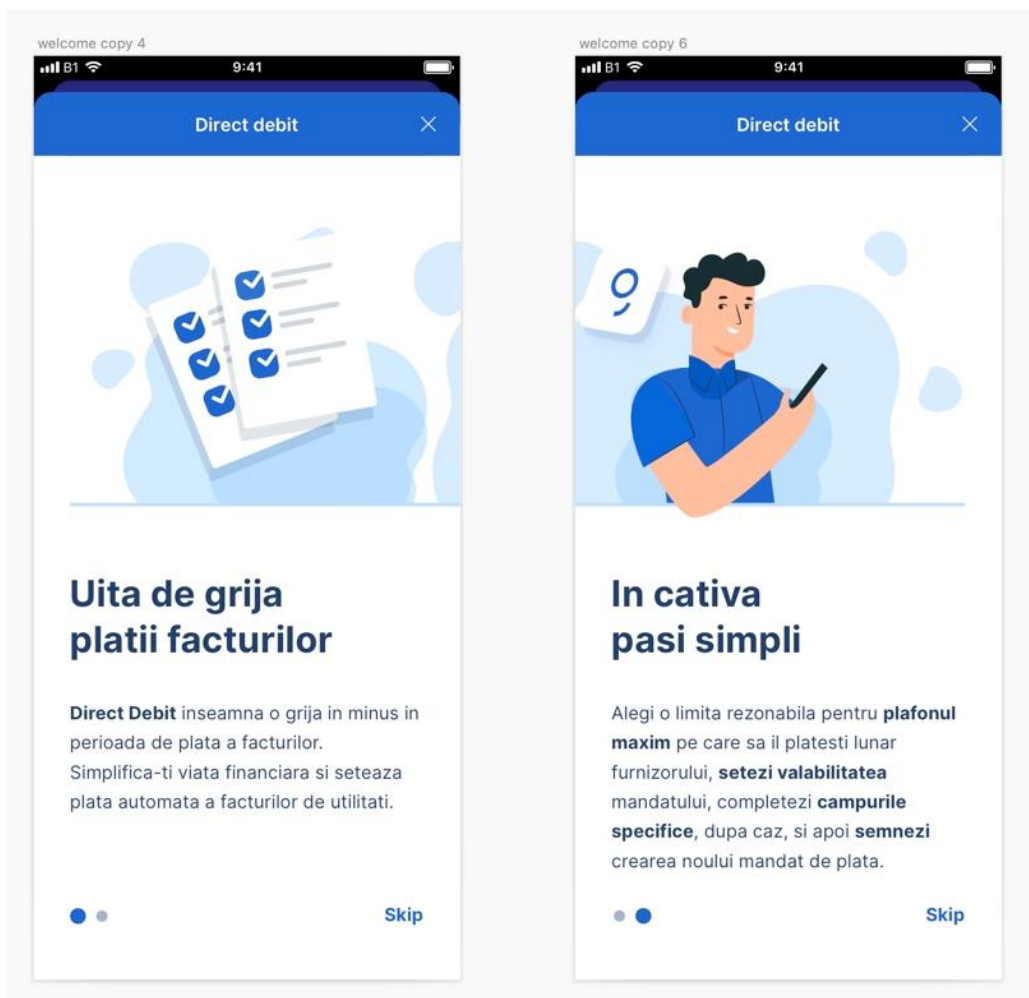 welcome copy 4
B1 9:41
Direct debit
Uita de grija
platii facturilor
Direct Debit inseamna o grija in minus in
perioada de plata a facturilor.
Simplifica-ti viata financiara si seteaza
plata automata a facturilor de utilitati.
Skip
welcome copy 6
B1 9:41
Direct debit
In cativa
pasi simpli
Alegi o limita rezonabila pentru plafonul
maxim pe care sa il platesti lunar
furnizorului, setezi valabilitatea
mandatului, completezi campurile
specifice, dupa caz, si apoi semnezi
crearea noului mandat de plata.
Skip